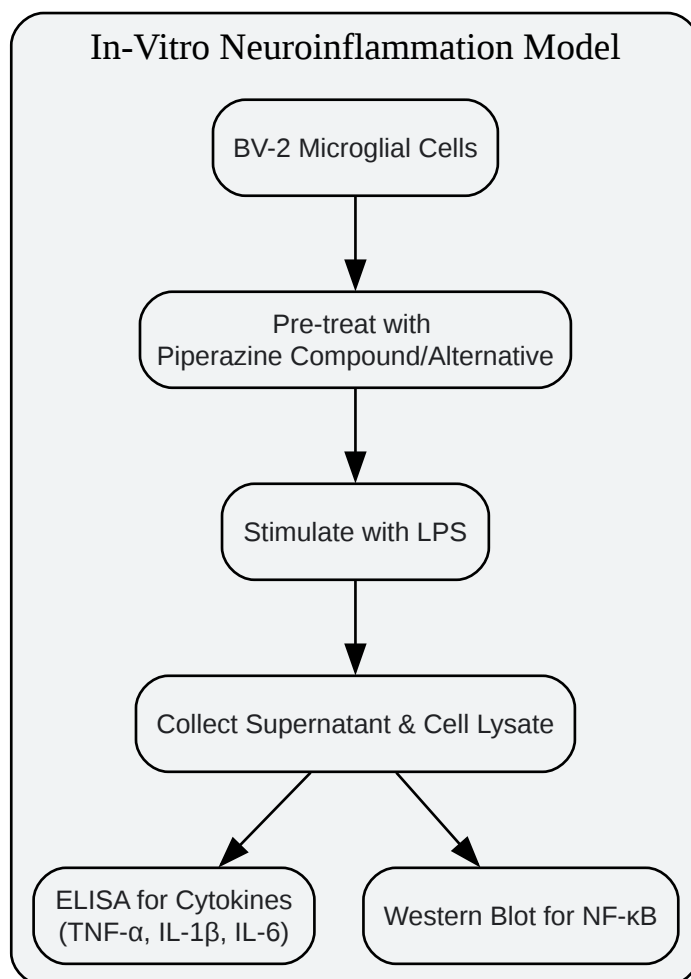 In-Vitro Neuroinflammation Model
BV-2 Microglial Cells
Pre-treat with
Piperazine Compound/Alternative
Stimulate with LPS
Collect Supernatant & Cell Lysate
ELISA for Cytokines
(TNF-α, IL-1β, IL-6)
Western Blot for NF-κB